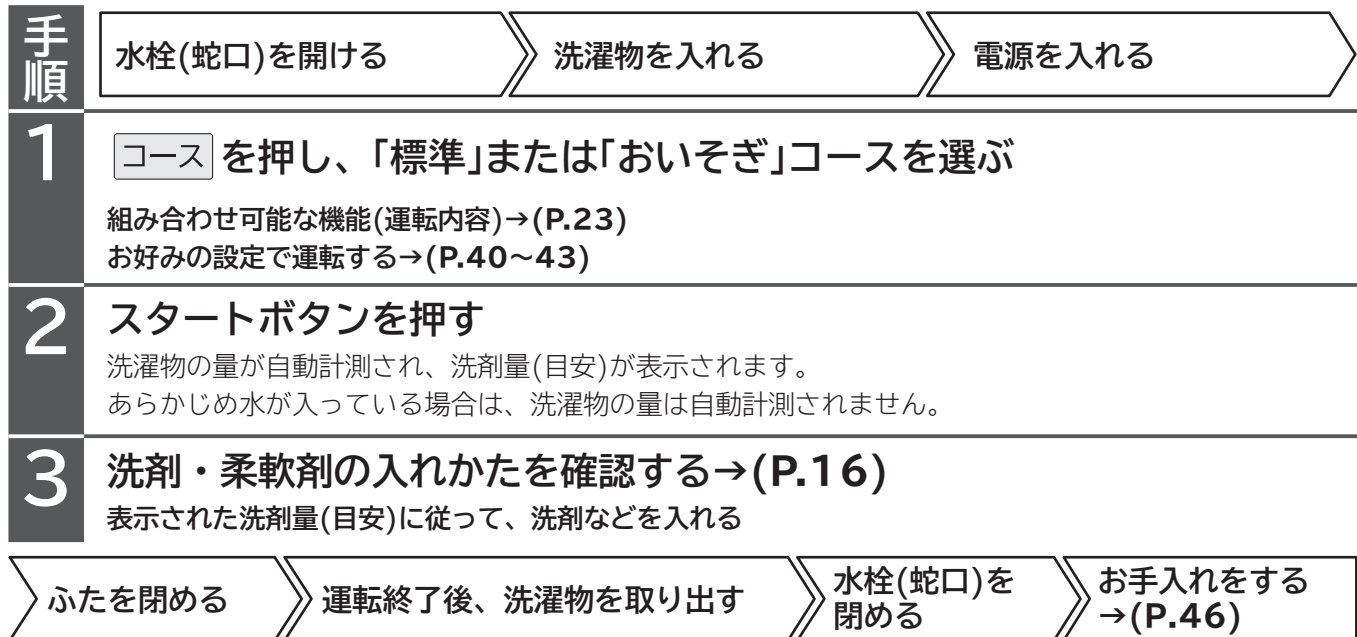 手順
水栓(蛇口)を開ける
洗濯物を入れる
電源を入れる
1
コース を押し、「標準」または「おいそぎ」コースを選ぶ
組み合わせ可能な機能(運転内容)→(P.23)
お好みの設定で運転する→(P.40～43)
2
スタートボタンを押す
洗濯物の量が自動計測され、洗剤量(目安)が表示されます。
あらかじめ水が入っている場合は、洗濯物の量は自動計測されません。
3
洗剤・柔軟剤の入れかたを確認する→(P.16)
表示された洗剤量(目安)に従って、洗剤などを入れる
ふたを閉める
運転終了後、洗濯物を取り出す
水栓(蛇口)を
閉める
お手入れをする
→(P.46)